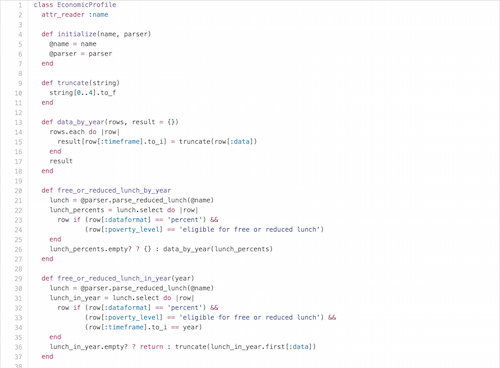 1 class EconomicProfile
2 attr_reader :name
3
4 def initialize(name, parser)
5 @name = name
6 @parser = parser
7 end
8
9 def truncate(string)
10 string[0..4].to_f
11 end
12
13 def data_by_year(rows, result = {})
14 rows.each do |row|
15 result[row[:timeframe].to_i] = truncate(row[:data])
16 end
17 result
18 end
19
20 def free_or_reduced_lunch_by_year
21 lunch = @parser.parse_reduced_lunch(@name)
22 lunch_percents = lunch.select do |row|
23 row if (row[:dataformat] == 'percent') &&
24 (row[:poverty_level] == 'eligible for free or reduced lunch')
25 end
26 lunch_percents.empty? ? {} : data_by_year(lunch_percents)
27 end
28
29 def free_or_reduced_lunch_in_year(year)
30 lunch = @parser.parse_reduced_lunch(@name)
31 lunch_in_year = lunch.select do |row|
32 row if (row[:dataformat] == 'percent') &&
33 (row[:poverty_level] == 'eligible for free or reduced lunch') &&
34 (row[:timeframe].to_i == year)
35 end
36 lunch_in_year.empty? ? return : truncate(lunch_in_year.first[:data])
37 end
38